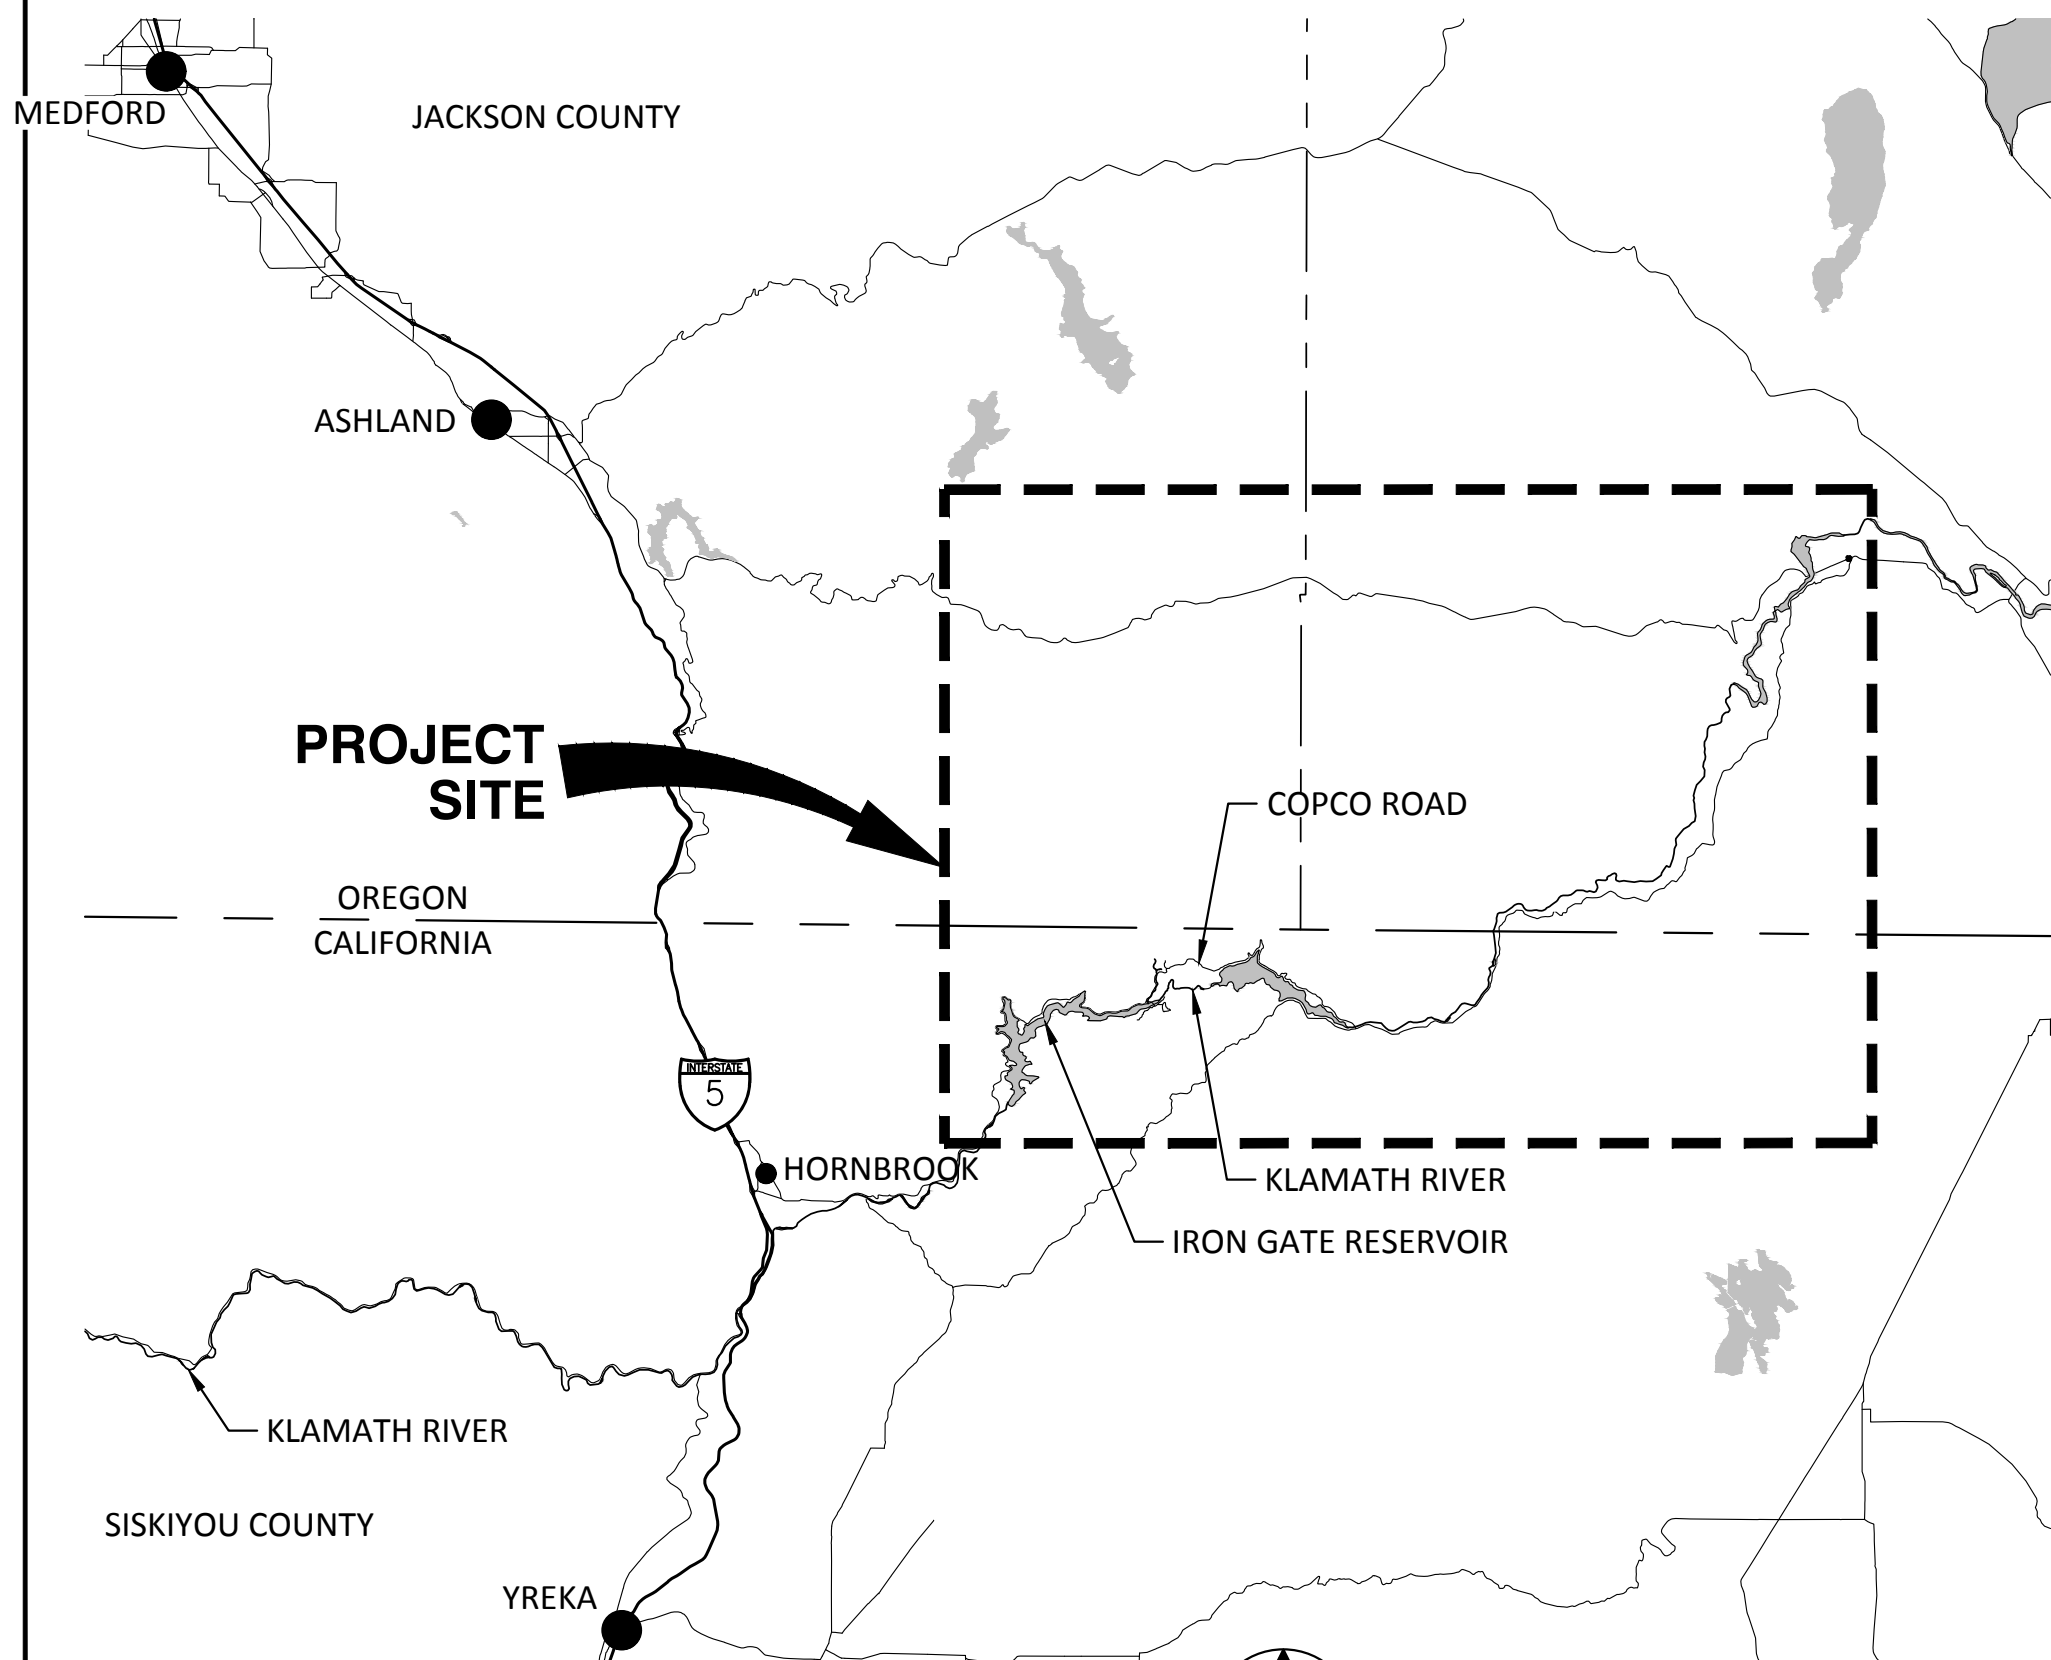 MEDFORD
JACKSON COUNTY
ASHLAND
PROJECT
SITE
COPCO ROAD
OREGON
CALIFORNIA
INTERSTATE
5
HORNBROOK
KLAMATH RIVER
IRON GATE RESERVOIR
KLAMATH RIVER
SISKIYOU COUNTY
YREKA